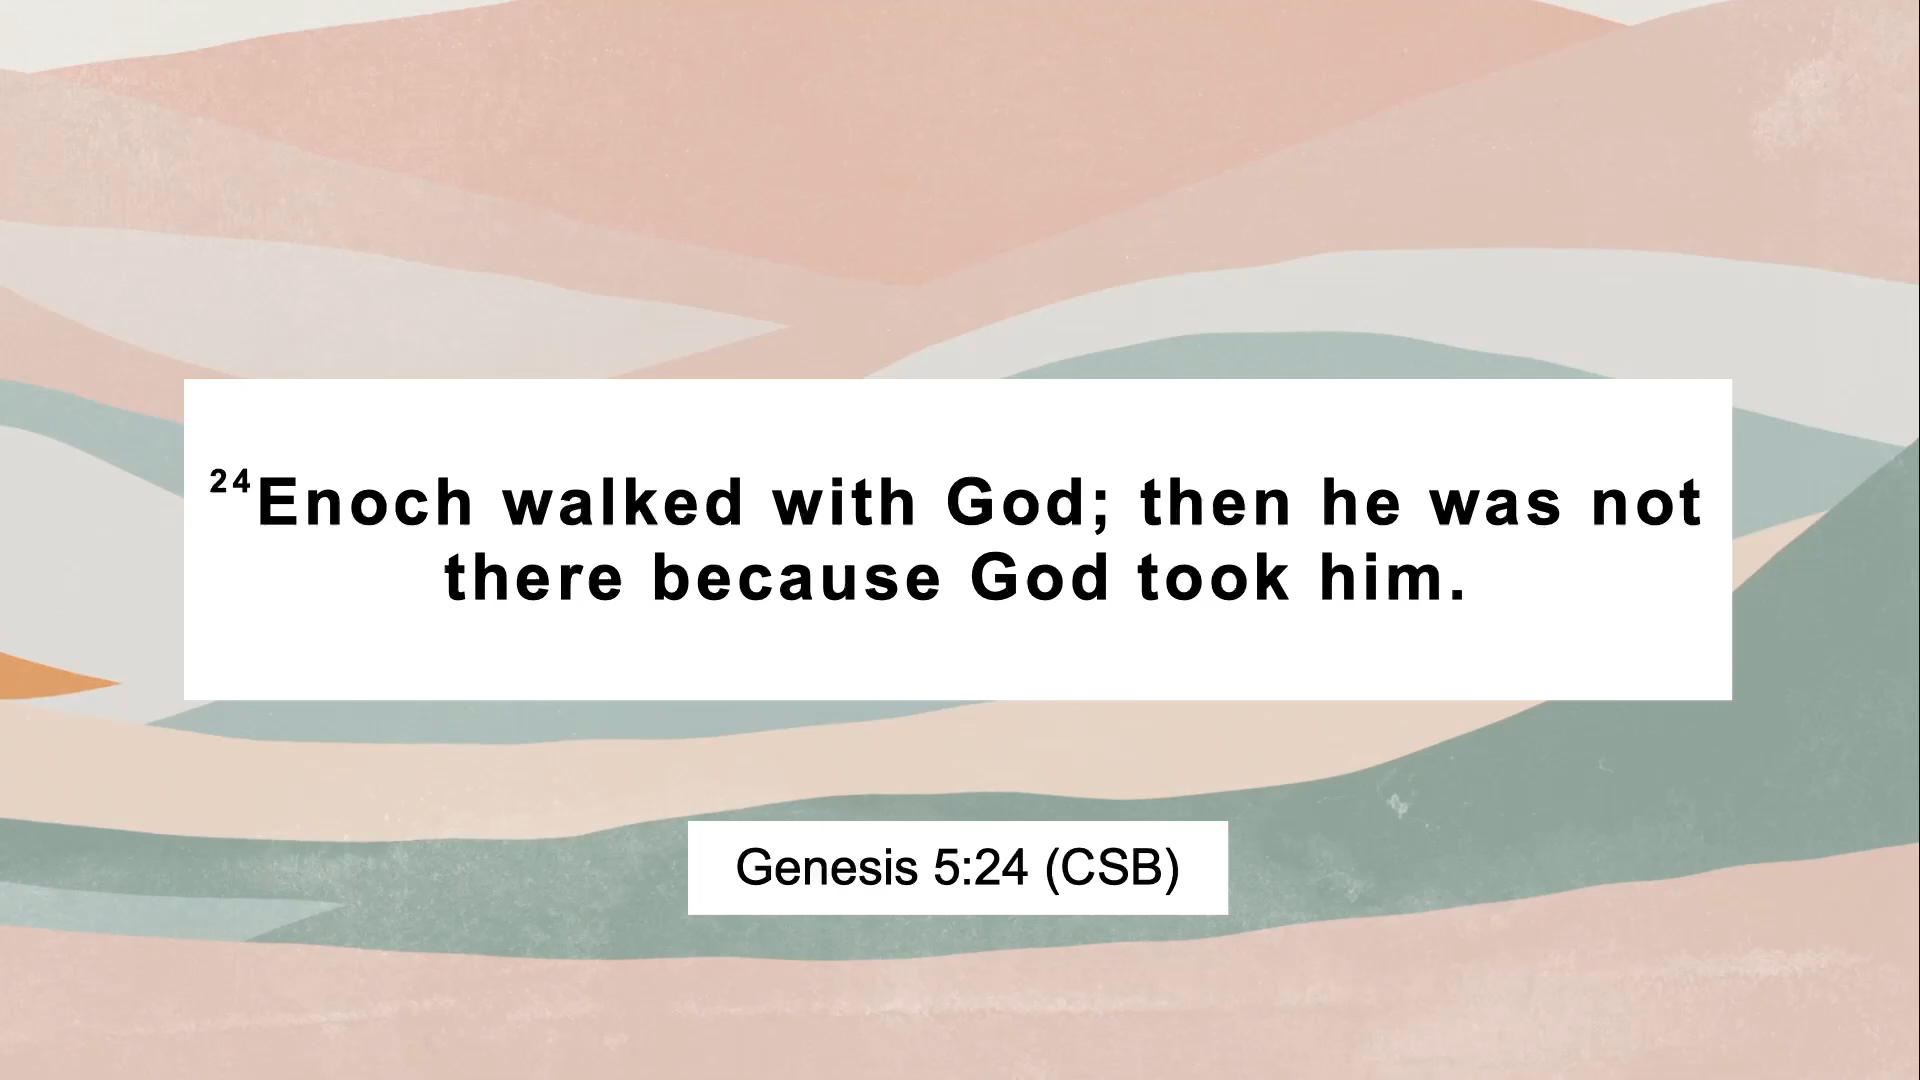 24Enoch walked with God; then he was not
there because God took him.
Genesis 5:24 (CSB)